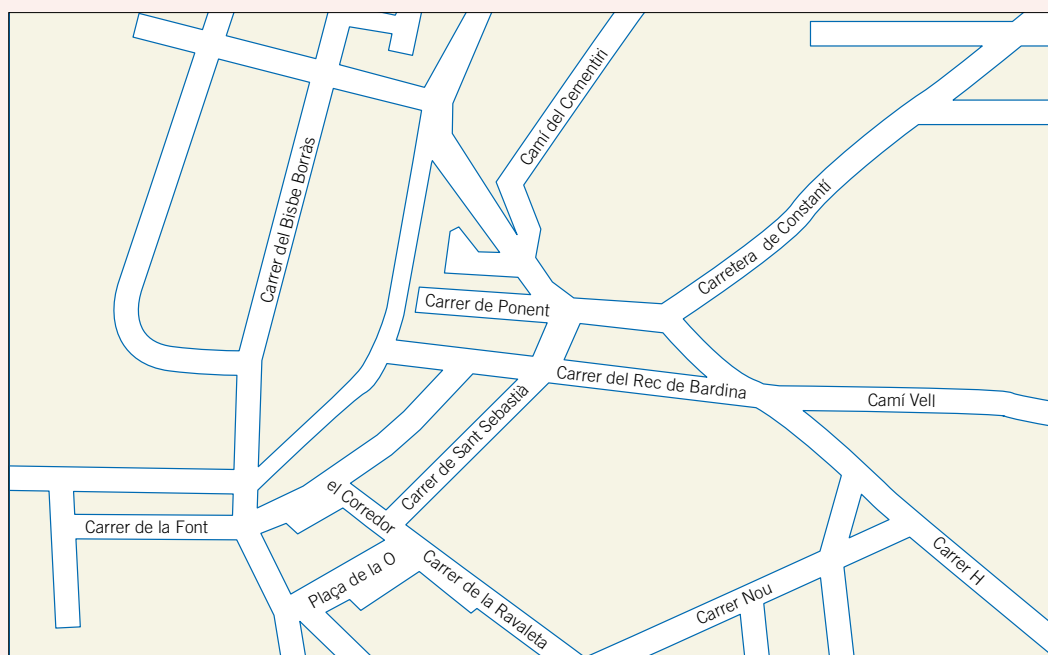 Camí del Cementiri
Carrer del Bisbe Borràs
Carretera de Constantí
Carrer de Ponent
Carrer del Rec de Bardina
Camí Vell
Carrer de Sant Sebastià
el Corredor
Carrer de la Font
Plaça de la O
Carrer de la Ravaleta
Carrer Nou
Carrer H